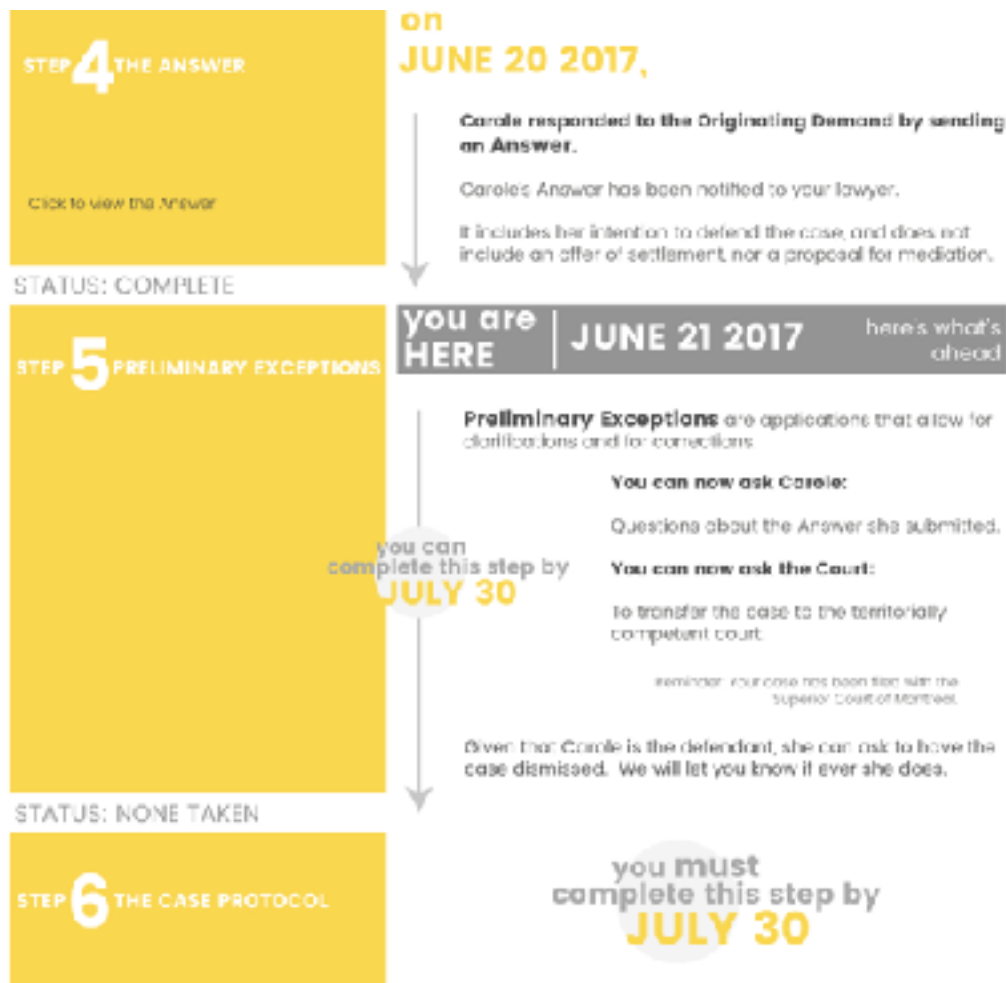 on
JUNE 20 2017,
STEP 4 THE ANSWER
Carole responded to the Originating Demand by sending
an Answer.
Carole's Answer has been notified to your lawyer.
Click to view the Answer
It includes her intention to defend the case, and does not
include an offer of settlement, nor a proposal for mediation.
STATUS: COMPLETE
you are
HERE
JUNE 21 2017
here's what's
ahead
STEP 5 PRELIMINARY EXCEPTIONS
Preliminary Exceptions are applications that allow for
clarifications and for corrections
You can now ask Carole:
Questions about the Answer she submitted.
you can
complete this step by
JULY 30
You can now ask the Court:
To transfer the case to the territorially
competent court.
Reminder: Your case has been filed with the
Superior Court of Montreal.
Given that Carole is the defendant, she can ask to have the
case dismissed. We will let you know if ever she does.
STATUS: NONE TAKEN
STEP 6 THE CASE PROTOCOL
you must
complete this step by
JULY 30